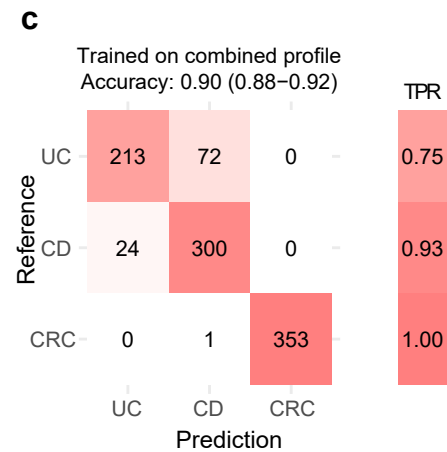 c
Trained on combined profile
Accuracy: 0.90 (0.88−0.92)
TPR
UC 213 72 0 0.75
CD 24 300 0 0.93
CRC 0 1 353 1.00
Reference
UC CD CRC
Prediction